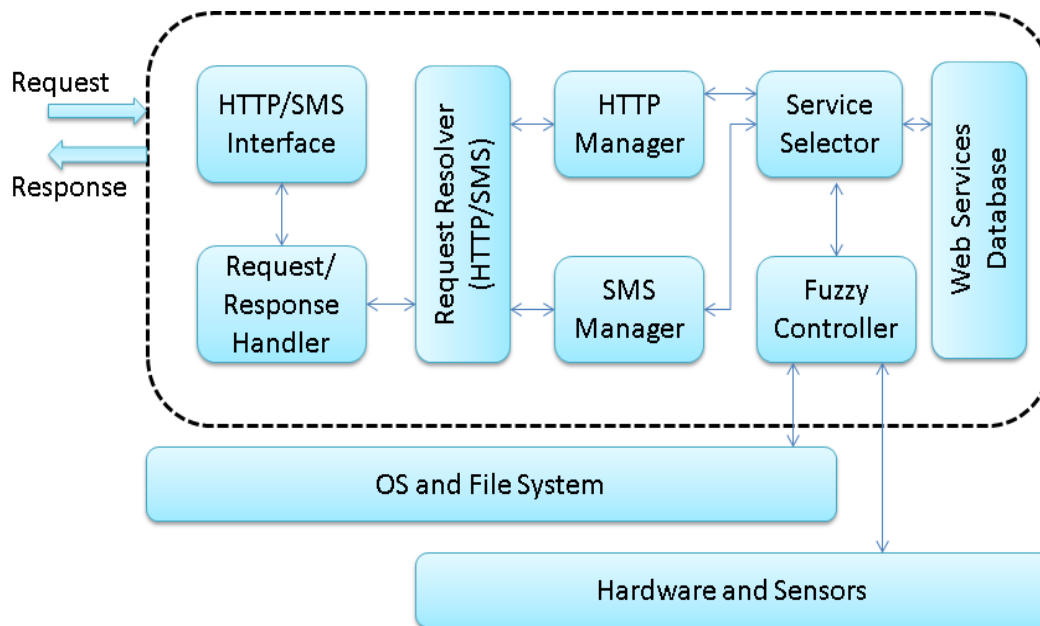 Request
Response
HTTP/SMS
Interface
Request/
Response
Handler
Request Resolver
(HTTP/SMS)
HTTP
Manager
SMS
Manager
Service
Selector
Fuzzy
Controller
Web Services
Database
OS and File System
Hardware and Sensors